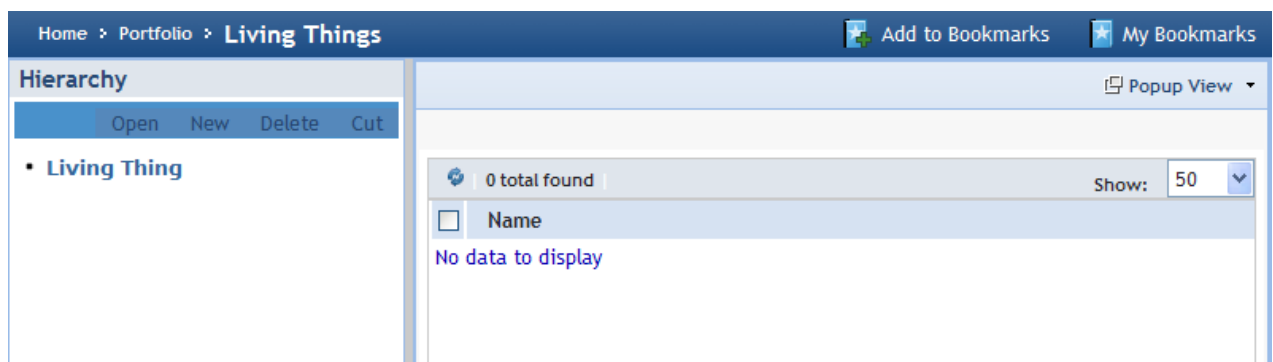 Home > Portfolio > Living Things
Add to Bookmarks
My Bookmarks
Hierarchy
Popup View
Open New Delete Cut
• Living Thing
0 total found
Show: 50
Name
No data to display